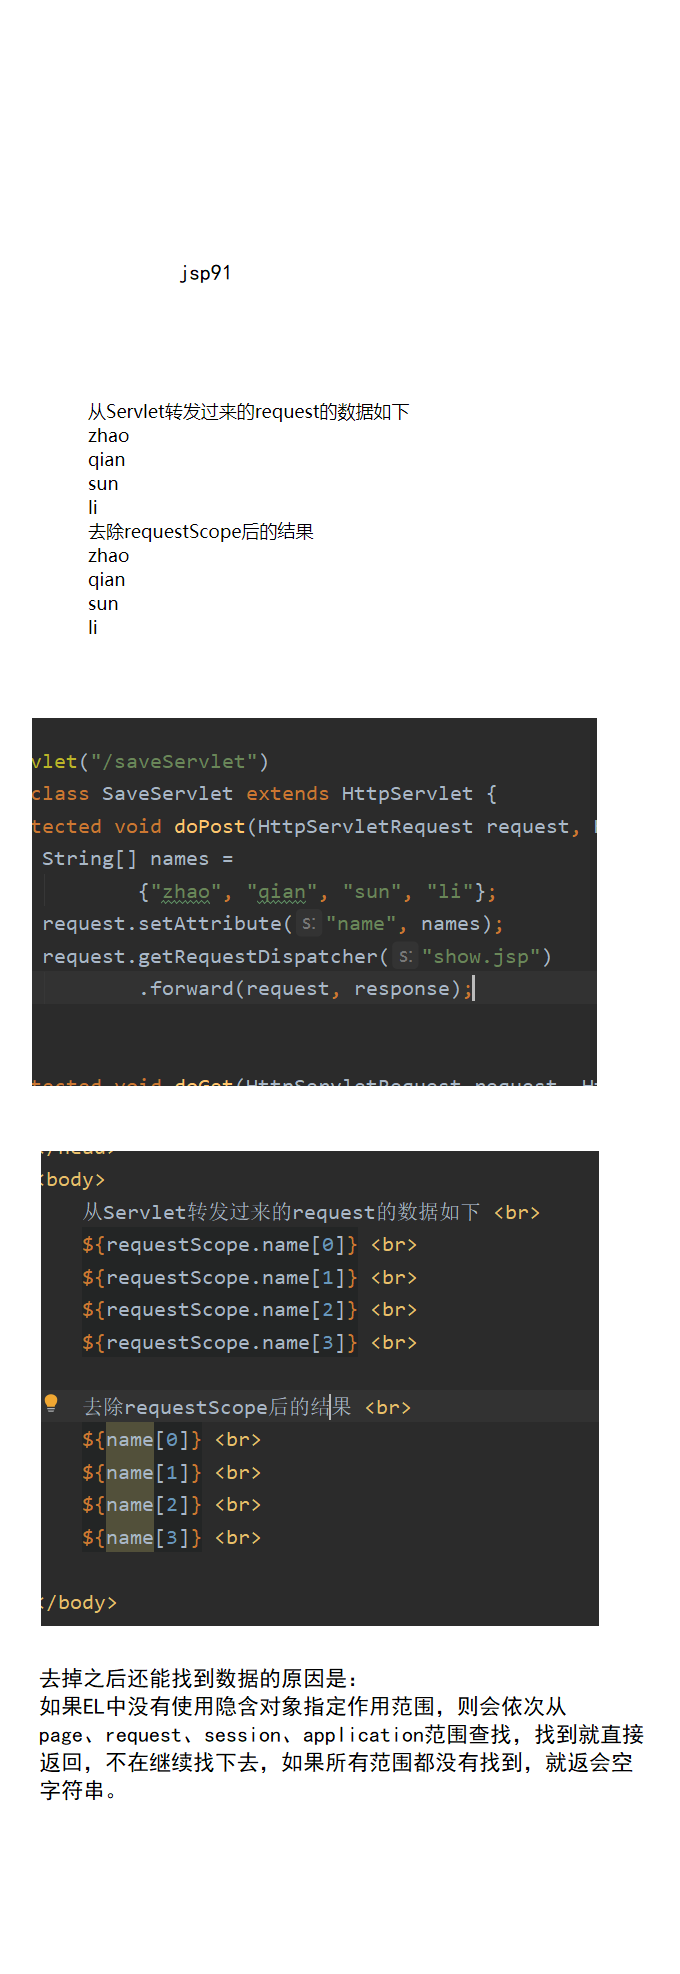 jsp91
从Servlet转发过来的request的数据如下
zhao
qian
sun
li
去除requestScope后的结果
zhao
qian
sun
li
vlet("/saveServlet")
class SaveServlet extends HttpServlet {
tected void doPost(HttpServletRequest request,
String[] names =
{"zhao", "qian", "sun", "li"};
request.setAttribute( s: "name", names);
request.getRequestDispatcher( s: "show.jsp")
.forward(request, response);
tected void doGet(HttpServletRequest request, H
</head>
<body>
从Servlet转发过来的request的数据如下 <br>
${requestScope.name[0]} <br>
${requestScope.name[1]} <br>
${requestScope.name[2]} <br>
${requestScope.name[3]} <br>
去除requestScope后的结果 <br>
${name[0]} <br>
${name[1]} <br>
${name[2]} <br>
${name[3]} <br>
</body>
去掉之后还能找到数据的原因是：
如果EL中没有使用隐含对象指定作用范围，则会依次从
page、request、session、application范围查找，找到就直接
返回，不在继续找下去，如果所有范围都没有找到，就返会空
字符串。